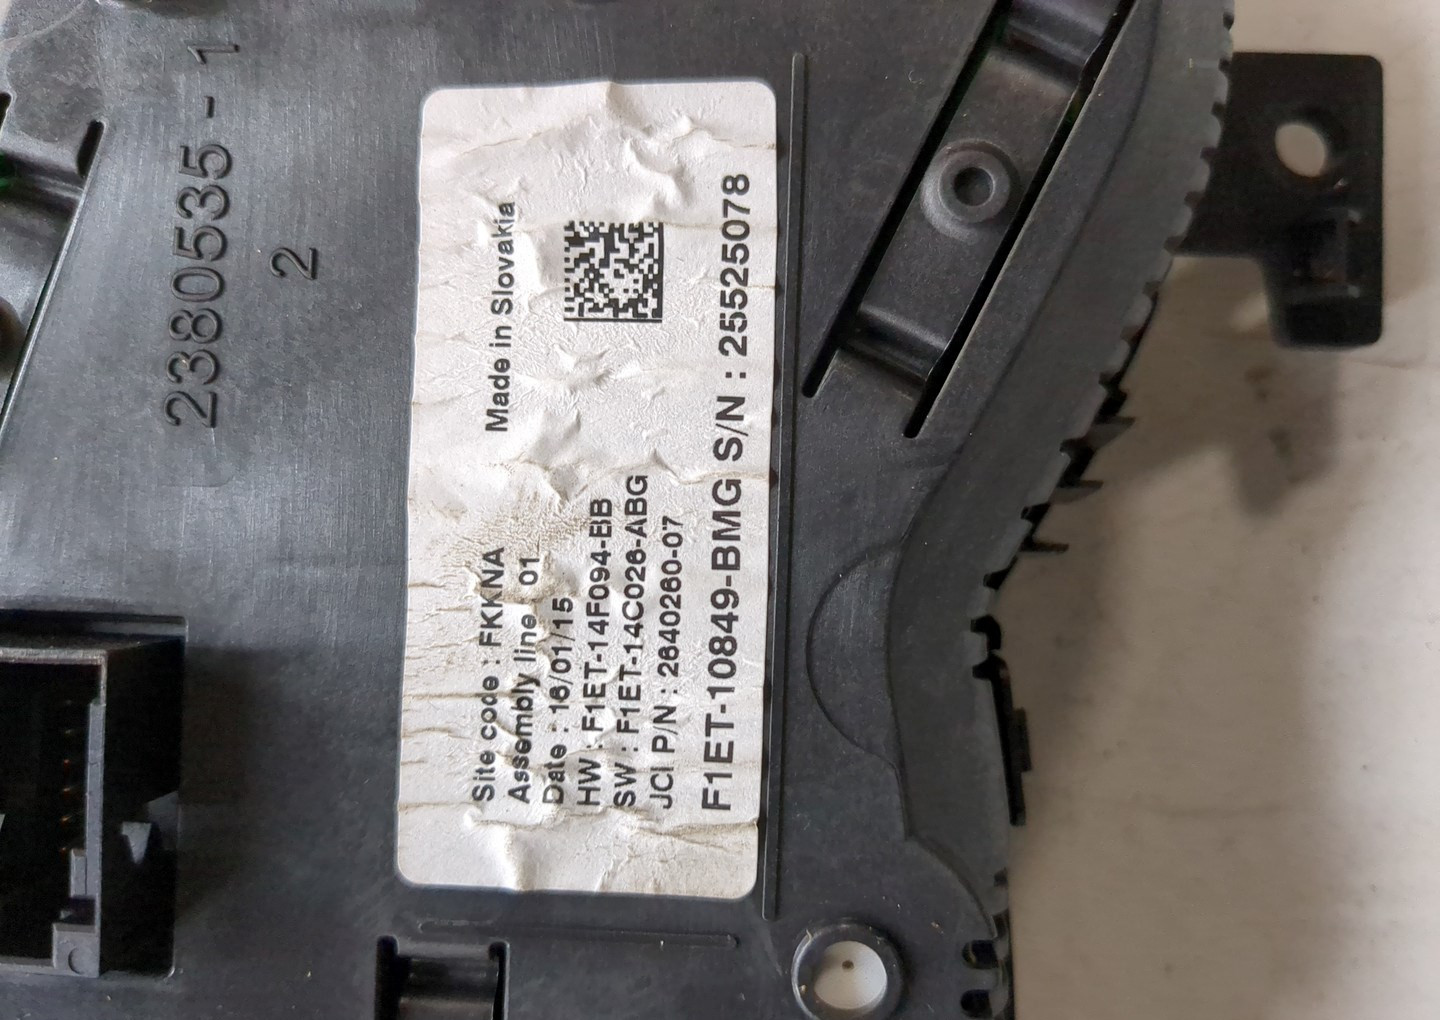 2380535-1
2
Site code : FKKNA
Made in Slovakia
Assembly line 01
Date : 16/01/15
HW : F1ET-14F094-BB
SW : F1ET-14C026-ABG
JCI P/N : 2640260-07
F1ET-10849-BMG S/N : 25525078